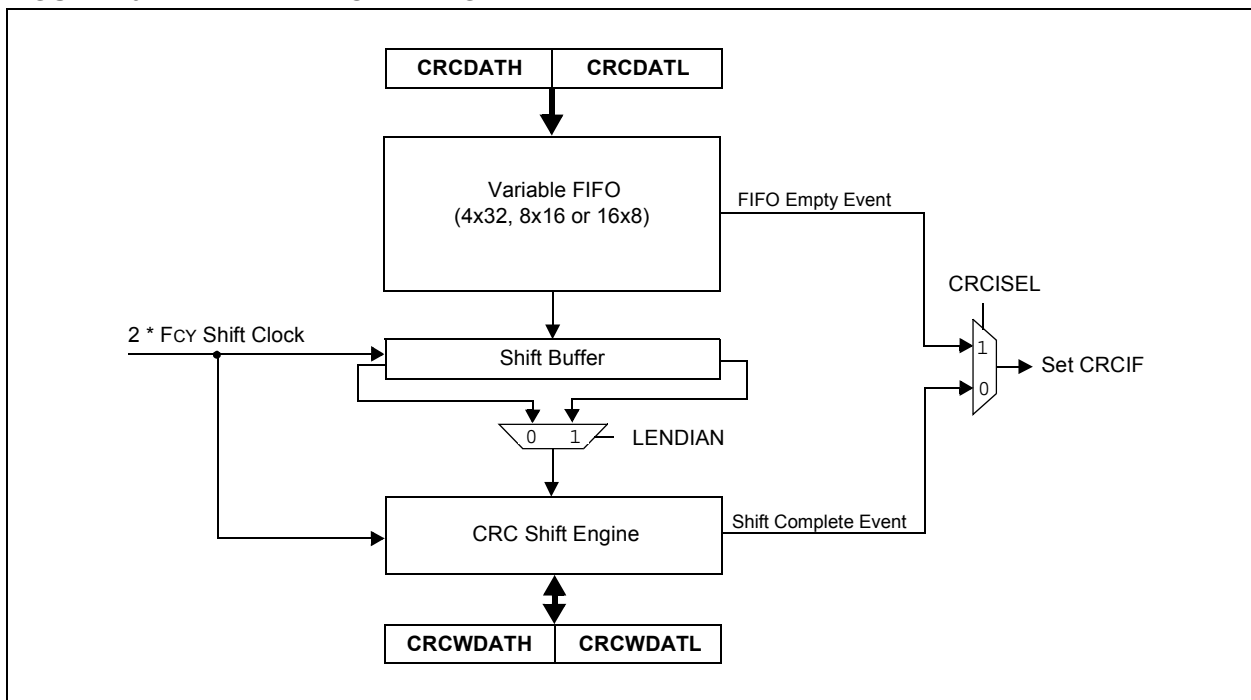 CRCDATH CRCDATL
Variable FIFO
(4x32, 8x16 or 16x8)
FIFO Empty Event
CRCISEL
2 * FCY Shift Clock
Shift Buffer
1
Set CRCIF
0
0 1
LENDIAN
CRC Shift Engine
Shift Complete Event
CRCWDATH CRCWDATL